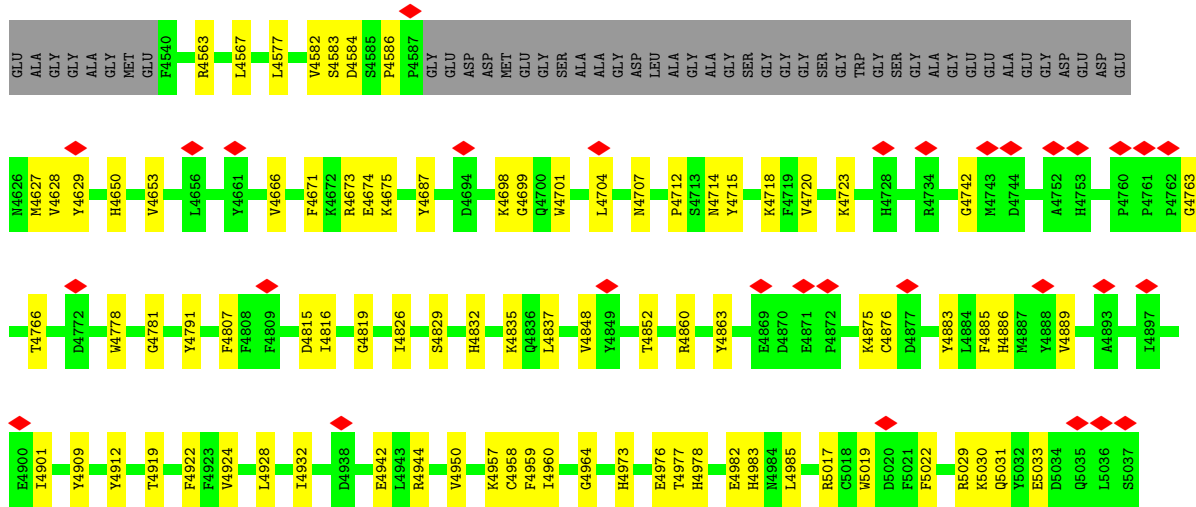 GLU ALA GLY GLY ALA GLY MET GLU F4540 R4563 L4567 L4577 V4582 S4583 D4584 S4585 P4586 P4587 GLY GLU ASP ASP MET GLU GLY SER ALA ALA GLY ASP LEU ALA GLY ALA GLY SER GLY GLY GLY SER GLY TRP GLY SER GLY ALA GLY GLU GLU ALA GLU GLY ASP GLU ASP GLU
N4626 M4627 V4628 Y4629 H4650 V4653 L4656 Y4661 V4666 F4671 K4672 R4673 E4674 K4675 Y4687 D4694 K4698 G4699 Q4700 W4701 L4704 N4707 P4712 S4713 N4714 Y4715 K4718 F4719 V4720 K4723 H4728 R4734 G4742 M4743 D4744 A4752 H4753 P4760 P4761 P4762 G4763
T4766 D4772 W4778 G4781 Y4791 F4807 F4808 F4809 D4815 I4816 G4819 I4826 S4829 H4832 K4835 Q4836 L4837 V4848 Y4849 T4852 R4860 Y4863 E4869 D4870 E4871 P4872 K4875 C4876 D4877 Y4883 L4884 F4885 H4886 M4887 Y4888 V4889 A4893 I4897
E4900 I4901 Y4909 Y4912 T4919 F4922 F4923 V4924 L4928 I4932 D4938 E4942 L4943 R4944 V4950 K4957 C4958 F4959 I4960 G4964 H4973 E4976 T4977 H4978 E4982 H4983 N4984 L4985 R5017 C5018 W5019 D5020 F5021 F5022 R5029 K5030 Q5031 Y5032 E5033 D5034 Q5035 L5036 S5037